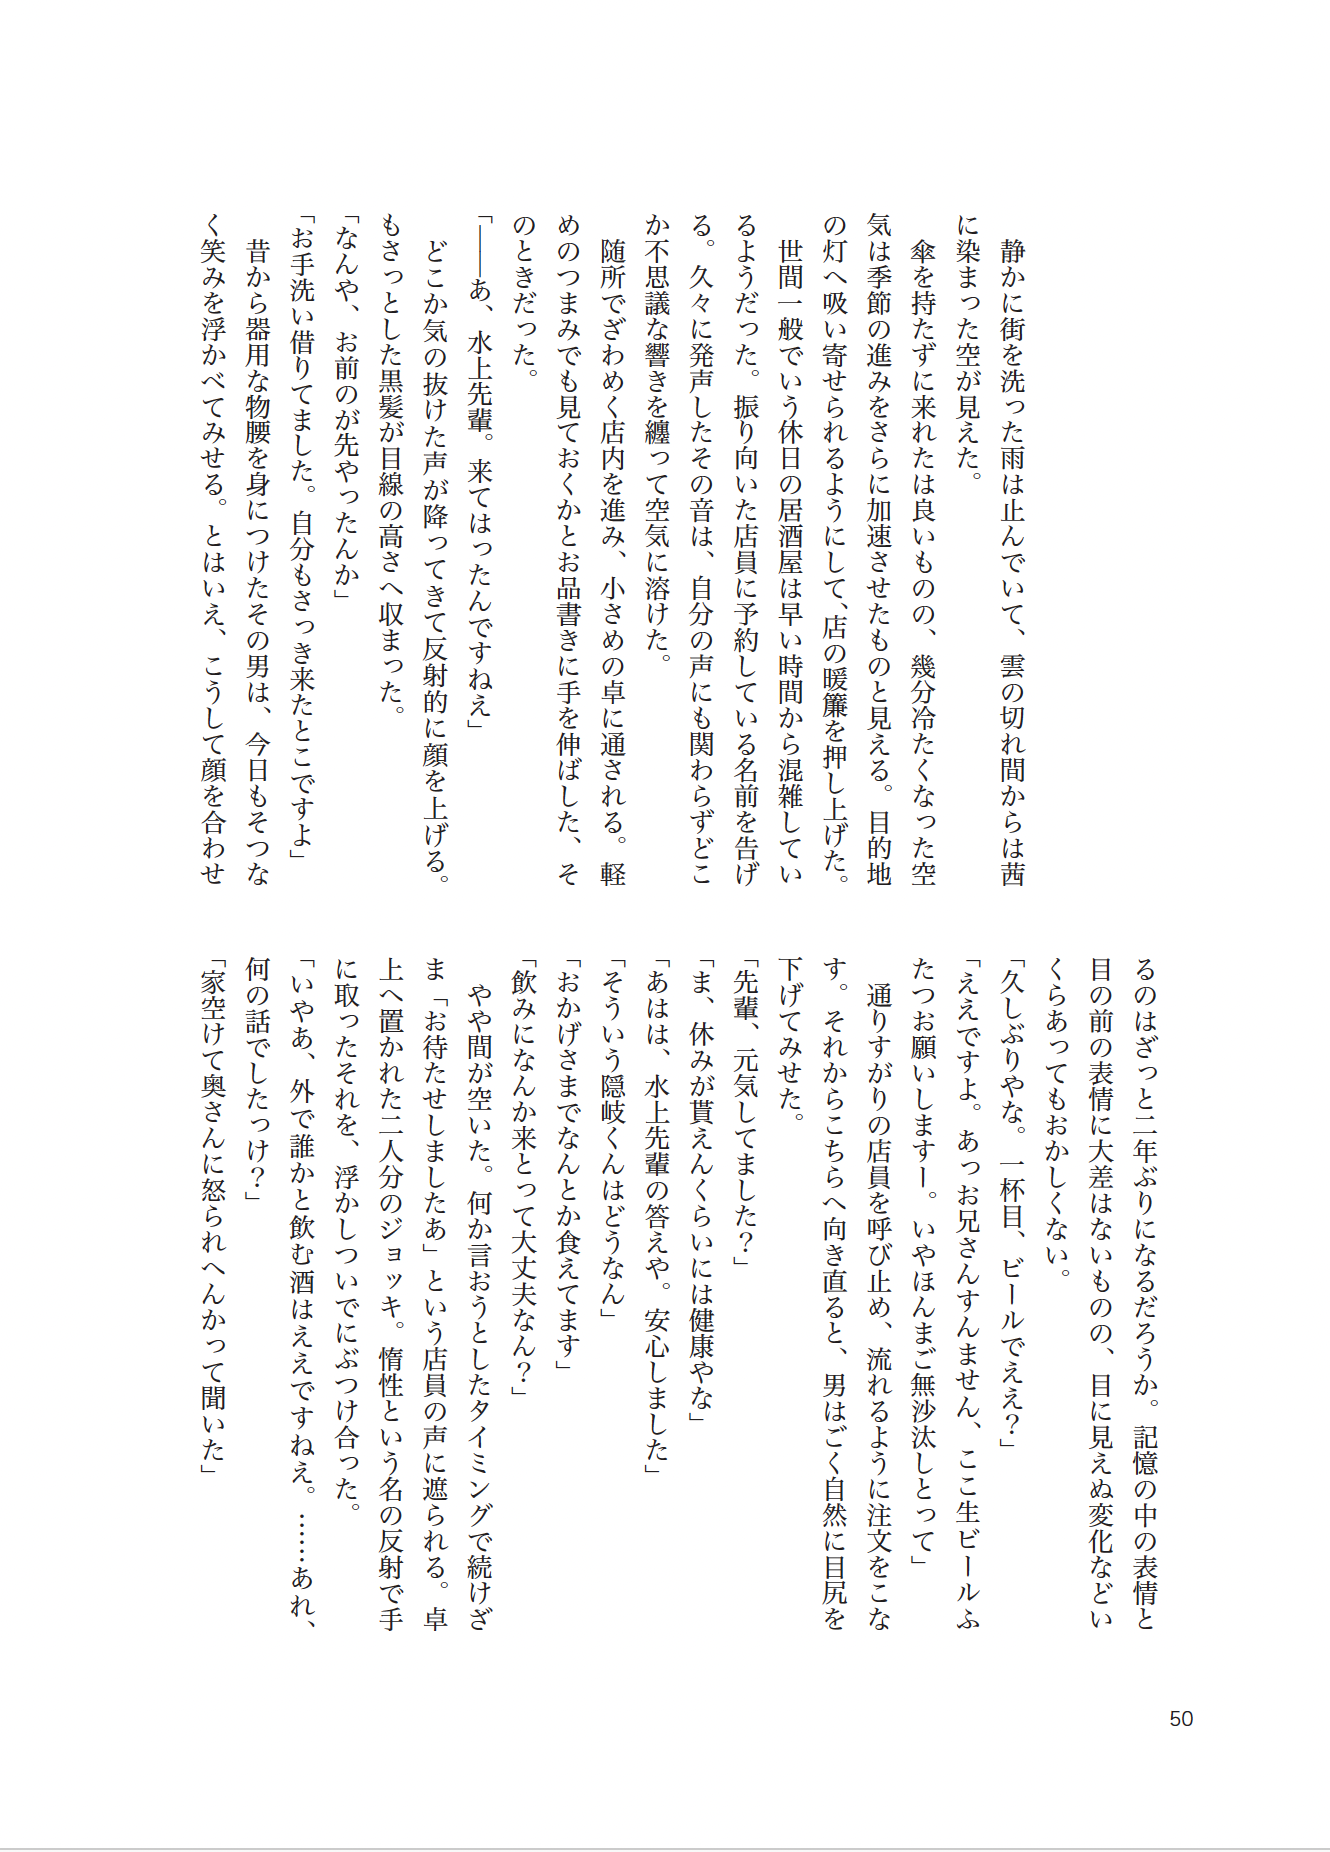 静かに街を洗った雨は止んでいて、雲の切れ間からは茜
に染まった空が見えた。
　傘を持たずに来れたは良いものの、幾分冷たくなった空
気は季節の進みをさらに加速させたものと見える。目的地
の灯へ吸い寄せられるようにして、店の暖簾を押し上げた。
　世間一般でいう休日の居酒屋は早い時間から混雑してい
るようだった。振り向いた店員に予約している名前を告げ
る。久々に発声したその音は、自分の声にも関わらずどこ
か不思議な響きを纏って空気に溶けた。
　随所でざわめく店内を進み、小さめの卓に通される。軽
めのつまみでも見ておくかとお品書きに手を伸ばした、そ
のときだった。
「――あ、水上先輩。来てはったんですねえ」
　どこか気の抜けた声が降ってきて反射的に顔を上げる。
もさっとした黒髪が目線の高さへ収まった。
「なんや、お前のが先やったんか」
「お手洗い借りてました。自分もさっき来たとこですよ」
　昔から器用な物腰を身につけたその男は、今日もそつな
く笑みを浮かべてみせる。とはいえ、こうして顔を合わせ
るのはざっと二年ぶりになるだろうか。記憶の中の表情と
目の前の表情に大差はないものの、目に見えぬ変化などい
くらあってもおかしくない。
「久しぶりやな。一杯目、ビールでええ？」
「ええですよ。あっお兄さんすんません、ここ生ビールふ
たつお願いしますー。いやほんまご無沙汰しとって」
　通りすがりの店員を呼び止め、流れるように注文をこな
す。それからこちらへ向き直ると、男はごく自然に目尻を
下げてみせた。
「先輩、元気してました？」
「ま、休みが貰えんくらいには健康やな」
「あはは、水上先輩の答えや。安心しました」
「そういう隠岐くんはどうなん」
「おかげさまでなんとか食えてます」
「飲みになんか来とって大丈夫なん？」
　やや間が空いた。何か言おうとしたタイミングで続けざ
ま「お待たせしましたあ」という店員の声に遮られる。卓
上へ置かれた二人分のジョッキ。惰性という名の反射で手
に取ったそれを、浮かしついでにぶつけ合った。
「いやあ、外で誰かと飲む酒はええですねえ。……あれ、
何の話でしたっけ？」
「家空けて奥さんに怒られへんかって聞いた」
50